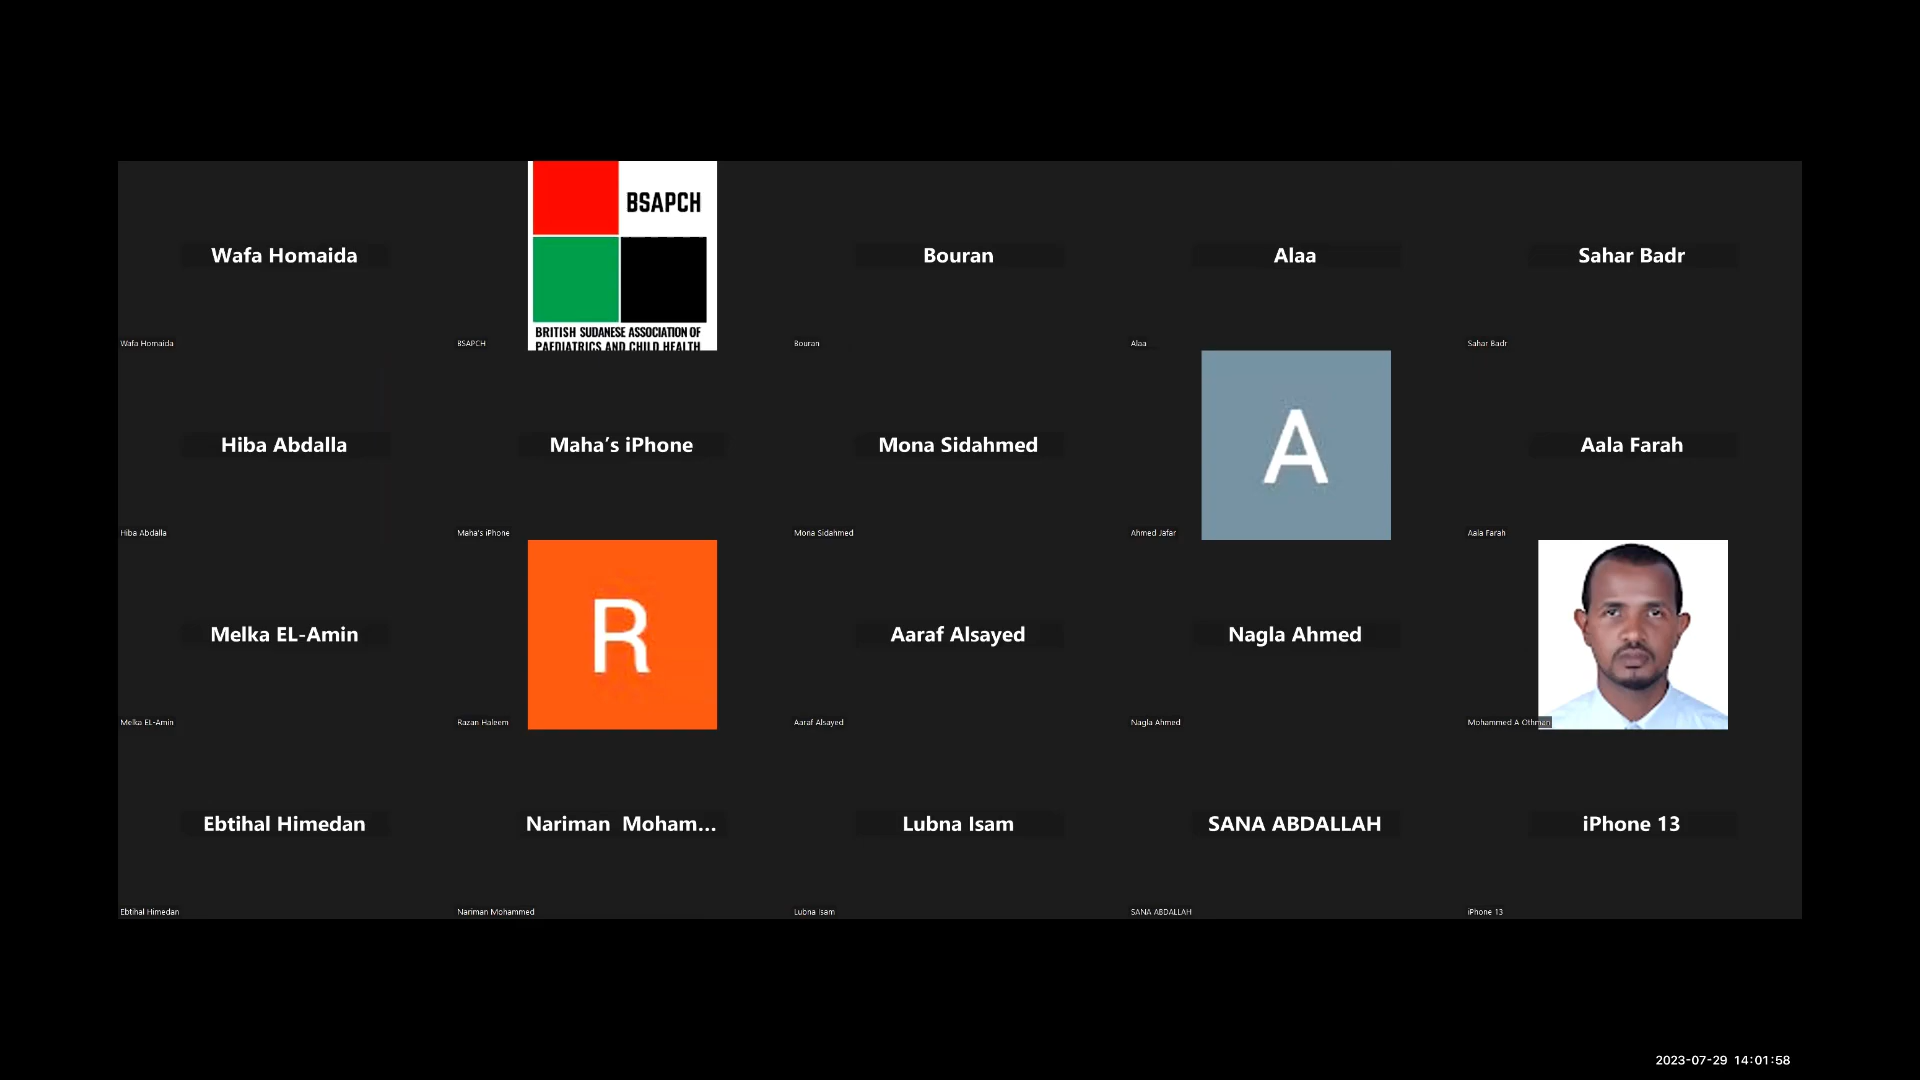 BSAPCH
Wafa Homaida
Bouran
Alaa
Sahar Badr
BRITISH SUDANESE ASSOCIATION OF
PAEDIATRICS AND CHILD HEALTH
Wafa Homaida
BSAPCH
Bouran
Alaa
Sahar Badr
Hiba Abdalla
Maha's iPhone
Mona Sidahmed
A
Aala Farah
Hiba Abdalla
Maha's iPhone
Mona Sidahmed
Ahmed Jafar
Aala Farah
Melka EL-Amin
R
Aaraf Alsayed
Nagla Ahmed
Melka EL-Amin
Razan Haleem
Aaraf Alsayed
Nagla Ahmed
Mohammed A Othman
Ebtihal Himedan
Nariman Moham...
Lubna Isam
SANA ABDALLAH
iPhone 13
Ebtihal Himedan
Nariman Mohammed
Lubna Isam
SANA ABDALLAH
iPhone 13
2023-07-29 14:01:58